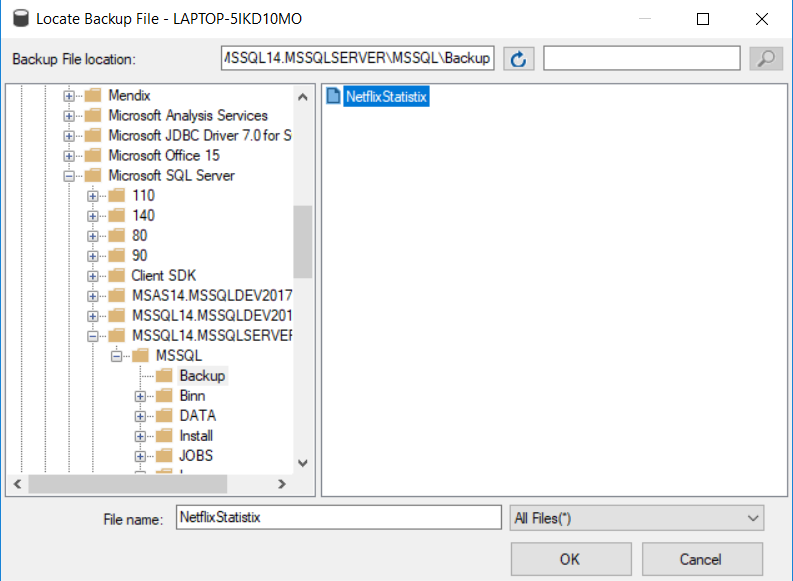 Locate Backup File - LAPTOP-5IKD10MO
Backup File location:
MSSQL14.MSSQLSERVER\MSSQL\Backup
Mendix
Microsoft Analysis Services
Microsoft JDBC Driver 7.0 for S
Microsoft Office 15
Microsoft SQL Server
110
140
80
90
Client SDK
MSAS14.MSSQLDEV2017
MSSQL14.MSSQLDEV201
MSSQL14.MSSQLSERVER
MSSQL
Backup
Binn
DATA
Install
JOBS
NetflixStatistix
File name:
NetflixStatistix
All Files(*)
OK
Cancel